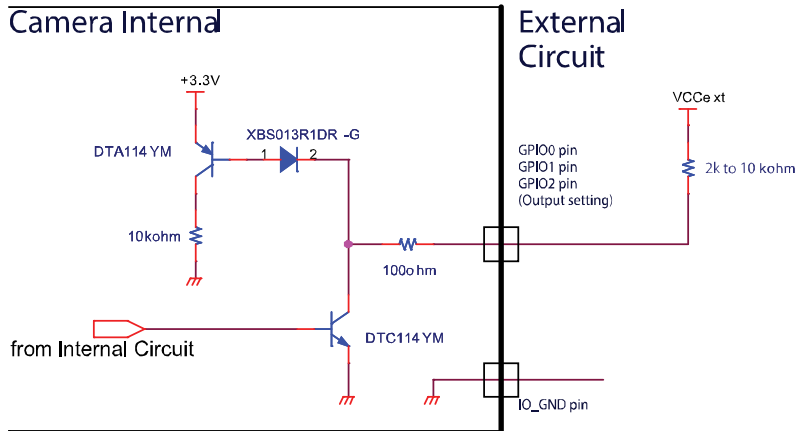 Camera Internal
External
Circuit
+3.3V
VCCe xt
XBS013R1DR -G
DTA114 YM
1
2
GPIO0 pin
GPIO1 pin
GPIO2 pin
(Output setting)
2k to 10 kohm
10kohm
100o hm
DTC114 YM
from Internal Circuit
IO_GND pin